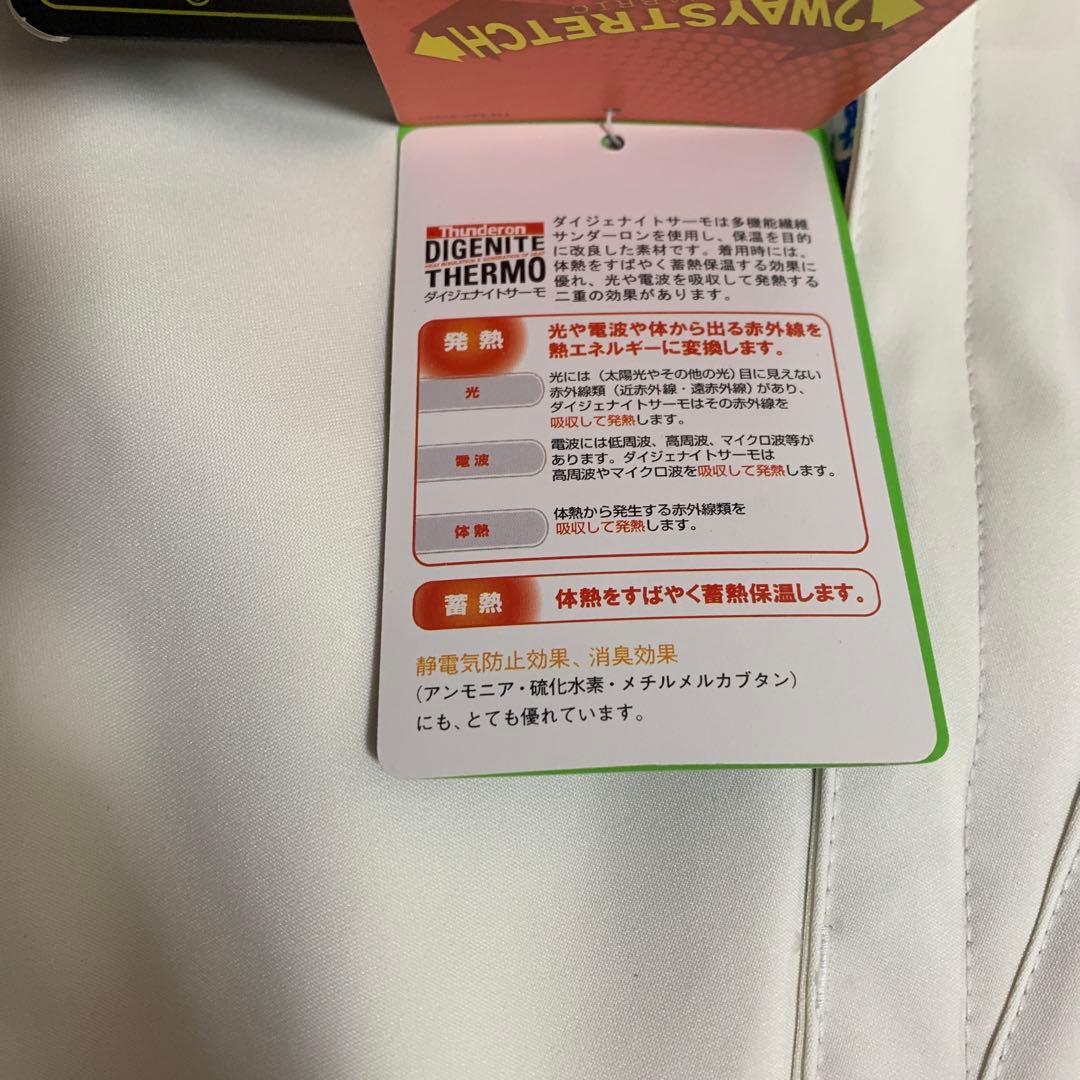 2WAYSTRETCH
FABRIC
Thunderon
DIGENITE
THERMO
ダイジェナイトサーモ
ダイジェナイトサーモは多機能繊維
サンダーロンを使用し、保温を目的
に改良した素材です。着用時には、
体熱をすばやく蓄熱保温する効果に
優れ、光や電波を吸収して発熱する
二重の効果があります。
発熱
光や電波や体から出る赤外線を
熱エネルギーに変換します。
光
光には（太陽光やその他の光）目に見えない
赤外線類（近赤外線・遠赤外線）があり、
ダイジェナイトサーモはその赤外線を
吸収して発熱します。
電波
電波には低周波、高周波、マイクロ波等が
あります。ダイジェナイトサーモは
高周波やマイクロ波を吸収して発熱します。
体熱
体熱から発生する赤外線類を
吸収して発熱します。
蓄熱
体熱をすばやく蓄熱保温します。
静電気防止効果、消臭効果
(アンモニア・硫化水素・メチルメルカブタン)
にも、とても優れています。